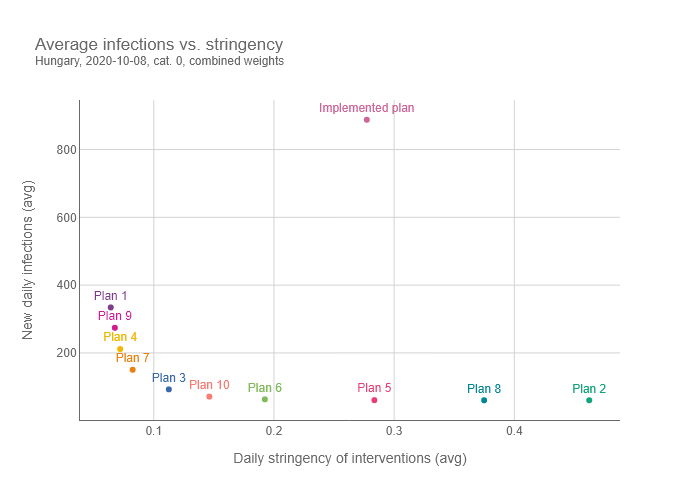 Average infections vs. stringency
Hungary, 2020-10-08, cat. 0, combined weights
Implemented plan
800
600
400
200
New daily infections (avg)
Plan 1
Plan 9
Plan 4
Plan 7
Plan 3
Plan 10
Plan 6
Plan 5
Plan 8
Plan 2
0.1
0.2
0.3
0.4
Daily stringency of interventions (avg)